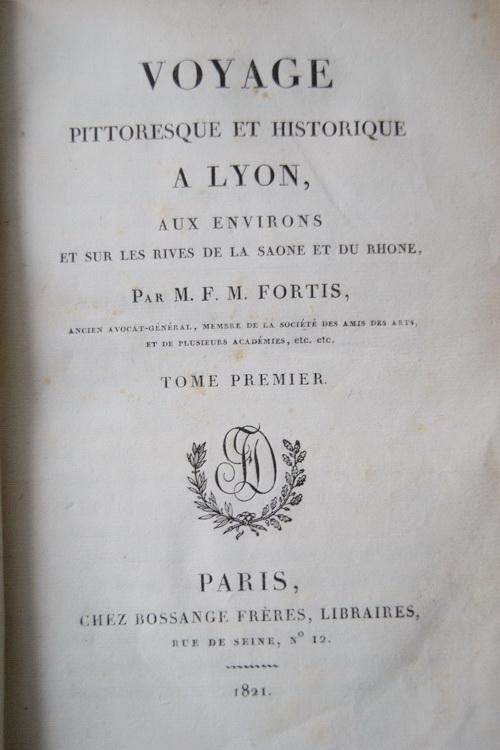 VOYAGE
PITTORESQUE ET HISTORIQUE
A LYON,
AUX ENVIRONS
ET SUR LES RIVES DE LA SAONE ET DU RHONE,
PAR M. F. M. FORTIS,
ANCIEN AVOCAT-GÉNÉRAL, MEMBRE DE LA SOCIÉTÉ DES AMIS DES ARTS,
ET DE PLUSIEURS ACADÉMIES, etc. etc.
TOME PREMIER.
PARIS,
CHEZ BOSSANGE FRÈRES, LIBRAIRES,
RUE DE SEINE, Nº 12.
1821.